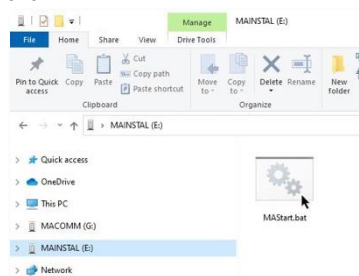 Manage
MAINSTAL (E:)
File
Home
Share
View
Drive Tools
Pin to Quick access
Copy
Paste
Cut
Copy path
Paste shortcut
Move to
Copy to
Delete
Rename
New folder
Clipboard
Organize
MAINSTAL (E:)
Quick access
OneDrive
This PC
MACOMM (G:)
MAINSTAL (E:)
Network
MAStart.bat